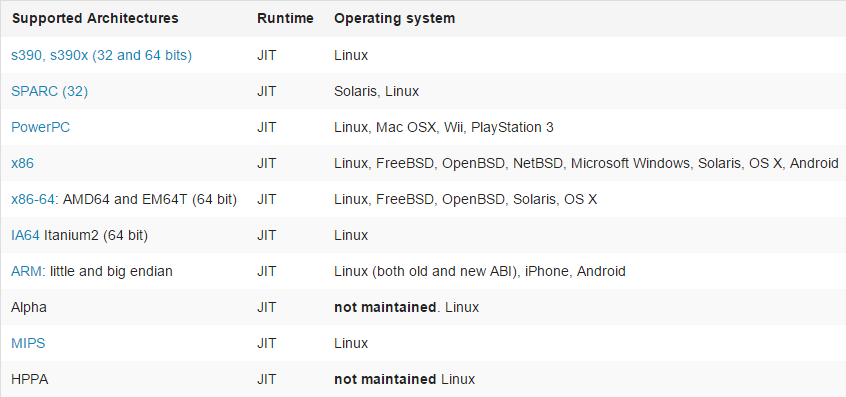 Supported Architectures Runtime Operating system
s390, s390x (32 and 64 bits) JIT Linux
SPARC (32) JIT Solaris, Linux
PowerPC JIT Linux, Mac OSX, Wii, PlayStation 3
x86 JIT Linux, FreeBSD, OpenBSD, NetBSD, Microsoft Windows, Solaris, OS X, Android
x86-64: AMD64 and EM64T (64 bit) JIT Linux, FreeBSD, OpenBSD, Solaris, OS X
IA64 Itanium2 (64 bit) JIT Linux
ARM: little and big endian JIT Linux (both old and new ABI), iPhone, Android
Alpha JIT not maintained. Linux
MIPS JIT Linux
HPPA JIT not maintained Linux